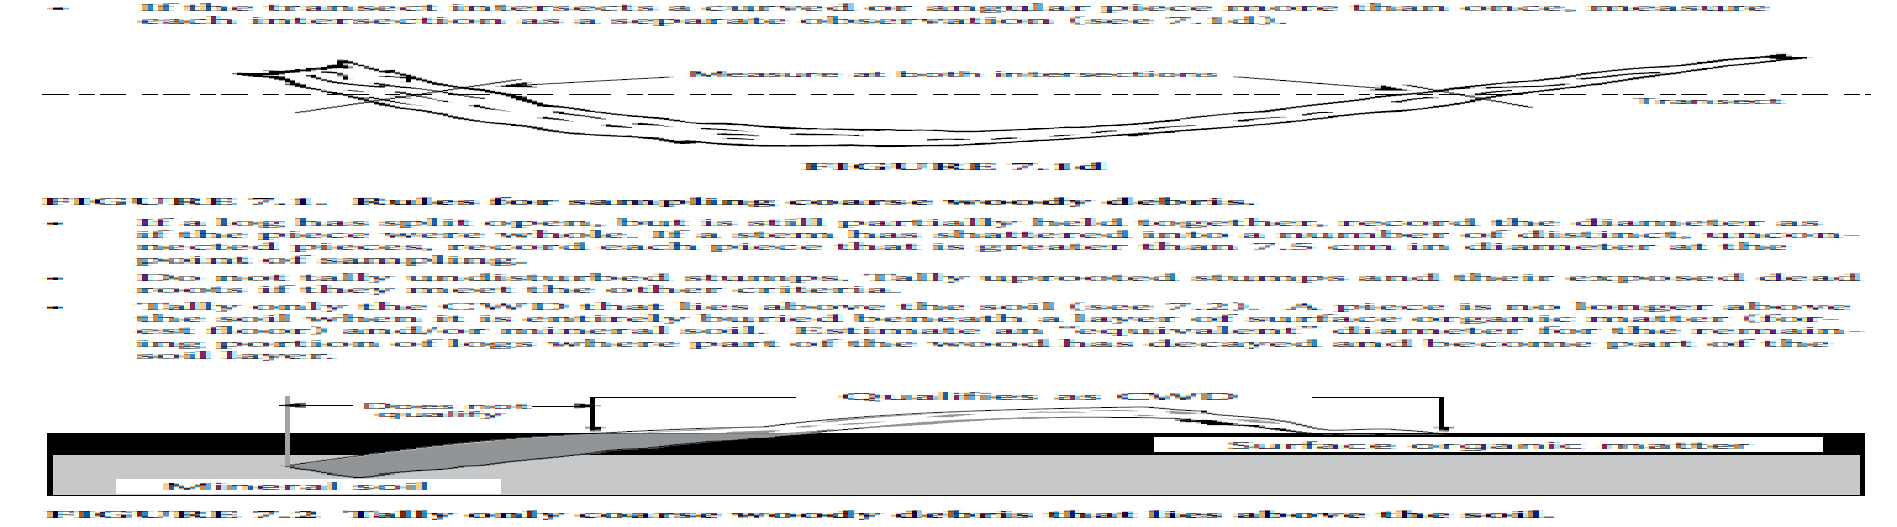 - If the transect intersects a curved or angular piece more than once, measure
each intersection as a separate observation (see 7.1d).
Measure at both intersections
Transect
FIGURE 7.1d
FIGURE 7.1 Rules for sampling coarse woody debris.
- If a log has split open but is still partially held together, record the diameter as
if the piece were whole. If a stem has shattered into a number of distinct, uncon-
nected pieces, record each piece that is greater than 7.5 cm in diameter at the
point of sampling.
- Do not tally undisturbed stumps. Tally uprooted stumps and the exposed dead
roots if they meet the other criteria.
- Tally only the CWD that lies above the soil (see 7.2). A piece is no longer above
the soil when it is entirely buried beneath a layer of surface organic matter (for-
est floor) and/or mineral soil. Estimate an "equivalent diameter" for the remain-
ing portion of logs where part of the wood has decayed and become part of the
soil layer.
Does not qualify
Qualifies as CWD
Surface organic matter
Mineral soil
FIGURE 7.2 Tally only coarse woody debris that lies above the soil.